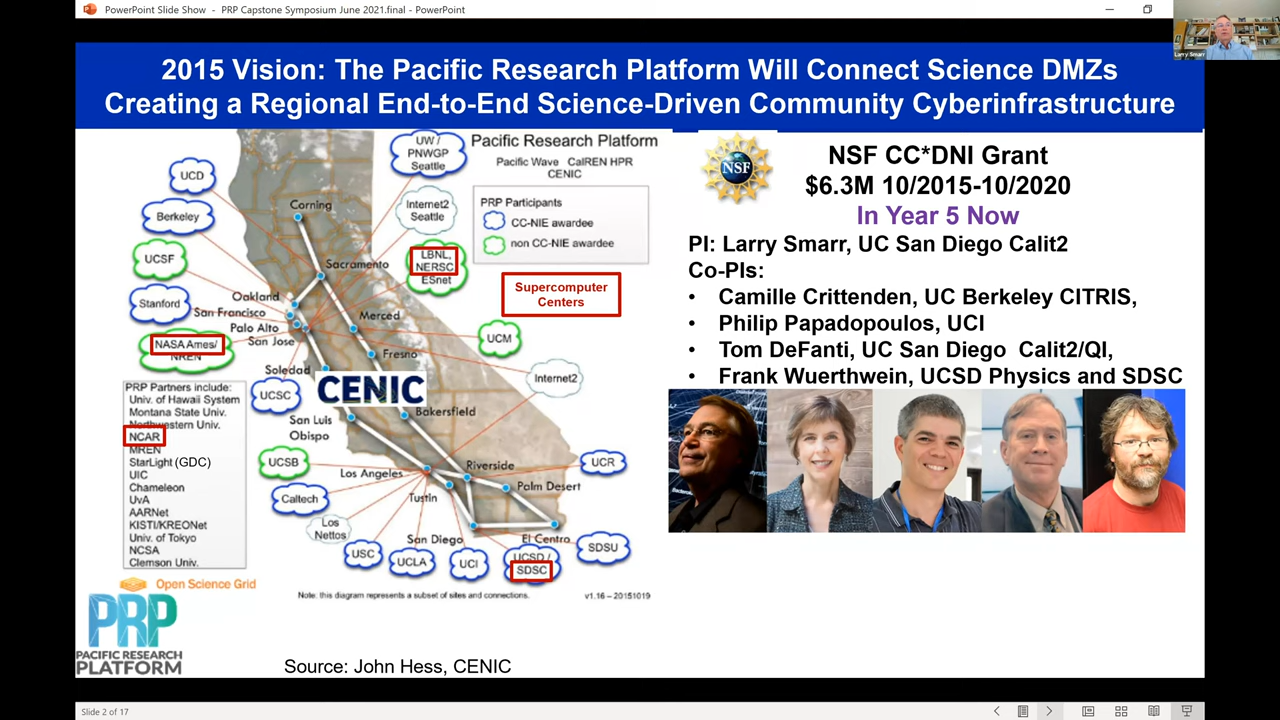 PowerPoint Slide Show - PRP Capstone Symposium June 2021.final - PowerPoint
Larry Smarr
2015 Vision: The Pacific Research Platform Will Connect Science DMZs
Creating a Regional End-to-End Science-Driven Community Cyberinfrastructure
Pacific Research Platform
Pacific Wave CalREN HPR
CENIC
PRP Participants
CC-NIE awardee
non CC-NIE awardee
Supercomputer
Centers
UW /
PNWGP
Seattle
Internet2
Seattle
LBNL,
NERSC
ESnet
UCD
Berkeley
UCSF
Stanford
NASA Ames/
NREN
UCSC
UCSB
Caltech
Los
Nettos
USC
UCLA
UCI
UCSD /
SDSC
SDSU
UCR
Internet2
UCM
Corning
Sacramento
Oakland
San Francisco
Palo Alto
San Jose
Merced
Fresno
Soledad
CENIC
San Luis
Obispo
Bakersfield
Los Angeles
Riverside
Tustin
Palm Desert
San Diego
El Centro
PRP Partners include:
Univ. of Hawaii System
Montana State Univ.
Northwestern Univ.
NCAR
MREN
StarLight (GDC)
UIC
Chameleon
UvA
AARNet
KISTI/KREONet
Univ. of Tokyo
NCSA
Clemson Univ.
Open Science Grid
Note: this diagram represents a subset of sites and connections.
v1.16 – 20151019
PRP
PACIFIC RESEARCH
PLATFORM
Source: John Hess, CENIC
NSF
NSF CC*DNI Grant
$6.3M 10/2015-10/2020
In Year 5 Now
PI: Larry Smarr, UC San Diego Calit2
Co-PIs:
• Camille Crittenden, UC Berkeley CITRIS,
• Philip Papadopoulos, UCI
• Tom DeFanti, UC San Diego Calit2/QI,
• Frank Wuerthwein, UCSD Physics and SDSC
Slide 2 of 17